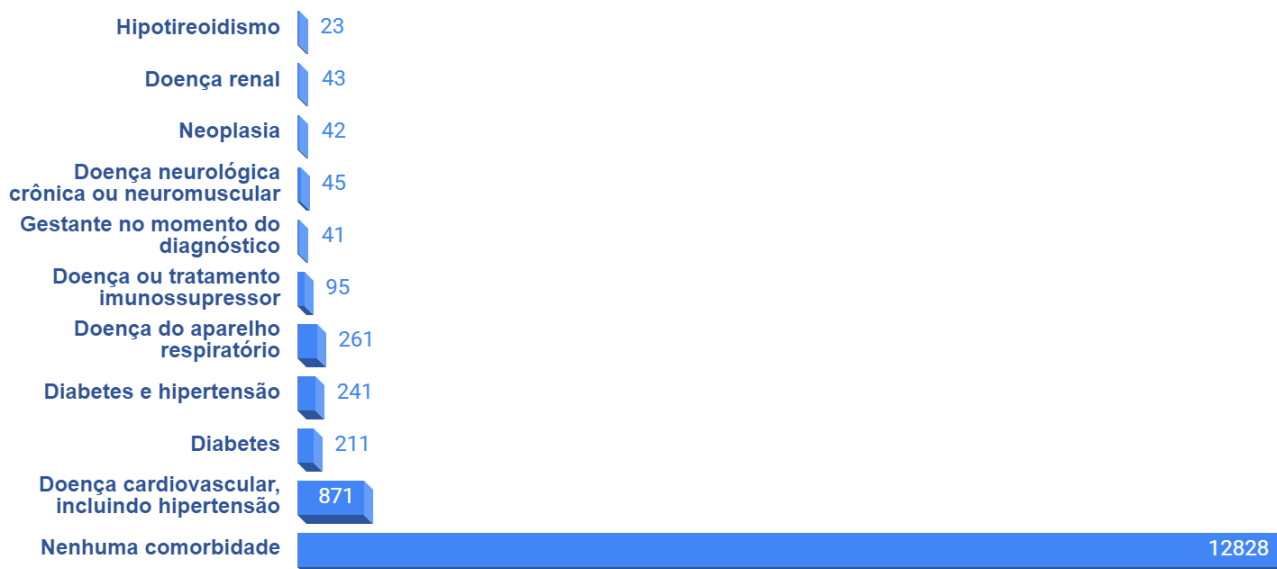 Hipotireoidismo 23
Doença renal 43
Neoplasia 42
Doença neurológica
crônica ou neuromuscular 45
Gestante no momento do
diagnóstico 41
Doença ou tratamento
imunossupressor 95
Doença do aparelho
respiratório 261
Diabetes e hipertensão 241
Diabetes 211
Doença cardiovascular,
incluindo hipertensão 871
Nenhuma comorbidade 12828